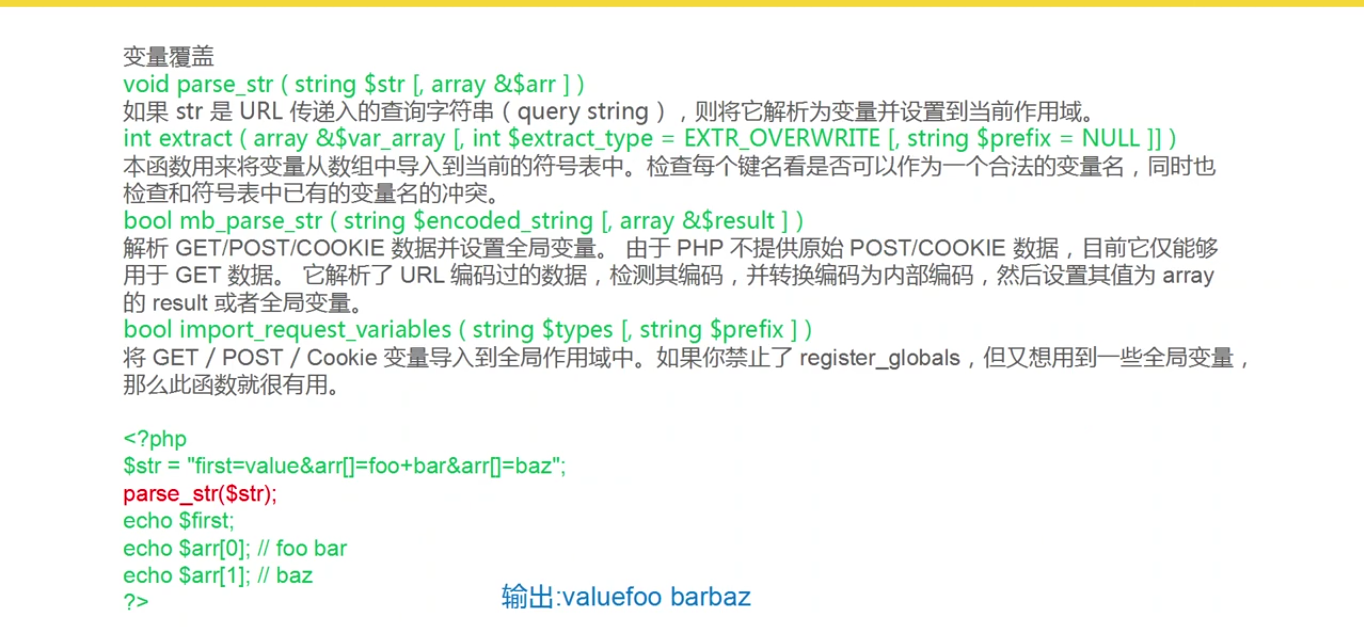 变量覆盖
void parse_str ( string $str [, array &$arr ] )
如果 str 是 URL 传递入的查询字符串（query string），则将它解析为变量并设置到当前作用域。
int extract ( array &$var_array [, int $extract_type = EXTR_OVERWRITE [, string $prefix = NULL ]] )
本函数用来将变量从数组中导入到当前的符号表中。检查每个键名看是否可以作为一个合法的变量名，同时也
检查和符号表中已有的变量名的冲突。
bool mb_parse_str ( string $encoded_string [, array &$result ] )
解析 GET/POST/COOKIE 数据并设置全局变量。 由于 PHP 不提供原始 POST/COOKIE 数据，目前它仅能够
用于 GET 数据。 它解析了 URL 编码过的数据，检测其编码，并转换编码为内部编码，然后设置其值为 array
的 result 或者全局变量。
bool import_request_variables ( string $types [, string $prefix ] )
将 GET / POST / Cookie 变量导入到全局作用域中。如果你禁止了 register_globals，但又想用到一些全局变量，
那么此函数就很有用。
<?php
$str = "first=value&arr[]=foo+bar&arr[]=baz";
parse_str($str);
echo $first;
echo $arr[0]; // foo bar
echo $arr[1]; // baz
?>
输出:valuefoo barbaz